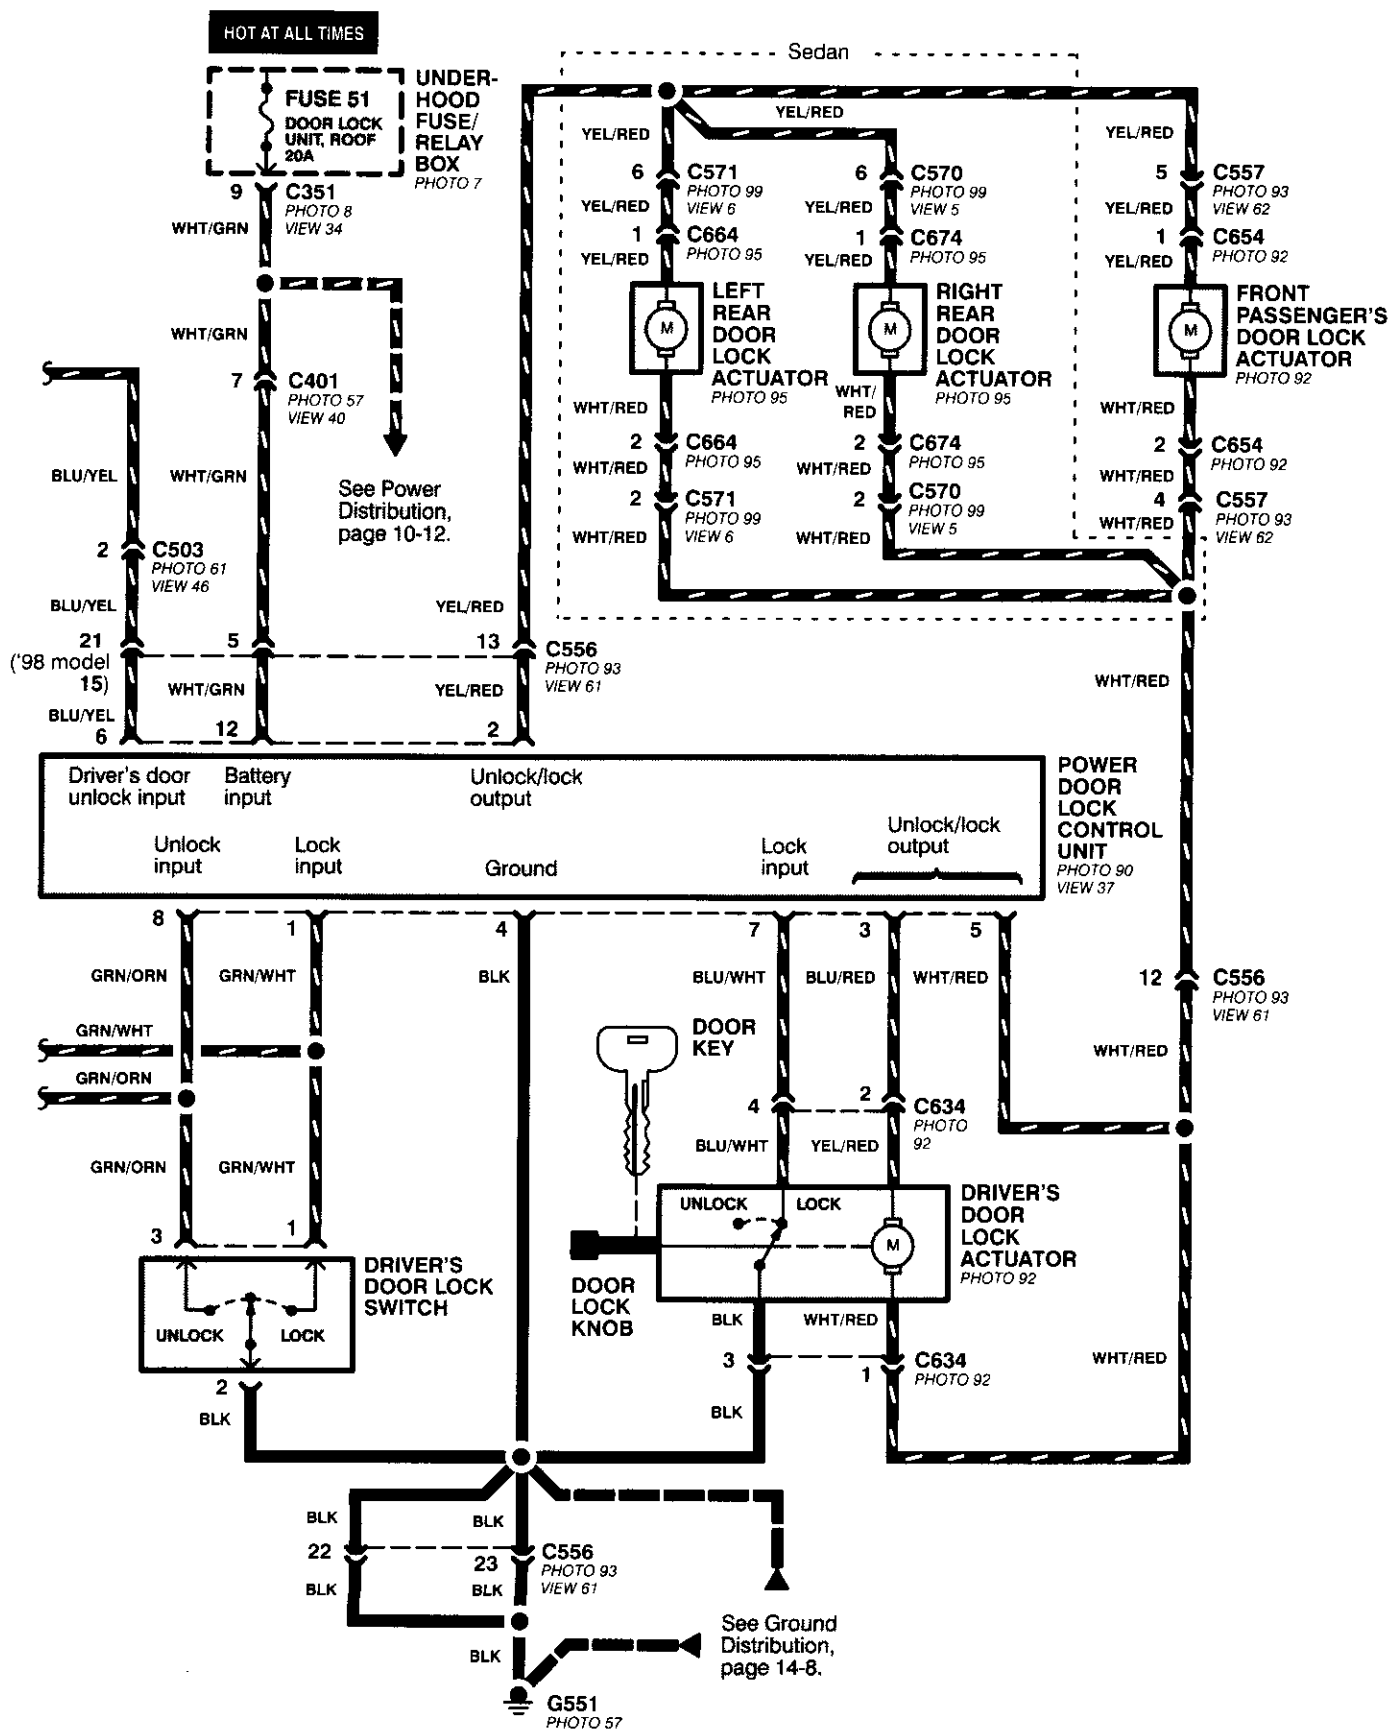 HOT AT ALL TIMES
FUSE 51
DOOR LOCK
UNIT, ROOF
20A
UNDER-
HOOD
FUSE/
RELAY
BOX
PHOTO 7
9
C351
PHOTO 8
VIEW 34
WHT/GRN
WHT/GRN
7
C401
PHOTO 57
VIEW 40
WHT/GRN
See Power
Distribution,
page 10-12.
BLU/YEL
2
C503
PHOTO 61
VIEW 46
BLU/YEL
21
('98 model
15)
BLU/YEL
6
5
WHT/GRN
12
YEL/RED
13
C556
PHOTO 93
VIEW 61
YEL/RED
2
Sedan
YEL/RED
6
C571
PHOTO 99
VIEW 6
YEL/RED
1
C664
PHOTO 95
YEL/RED
LEFT
REAR
DOOR
LOCK
ACTUATOR
PHOTO 95
M
WHT/RED
2
C664
PHOTO 95
WHT/RED
2
C571
PHOTO 99
VIEW 6
WHT/RED
YEL/RED
6
C570
PHOTO 99
VIEW 5
YEL/RED
1
C674
PHOTO 95
YEL/RED
RIGHT
REAR
DOOR
LOCK
ACTUATOR
PHOTO 95
M
WHT/
RED
2
C674
PHOTO 95
WHT/RED
2
C570
PHOTO 99
VIEW 5
WHT/RED
YEL/RED
5
C557
PHOTO 93
VIEW 62
YEL/RED
1
C654
PHOTO 92
YEL/RED
FRONT
PASSENGER'S
DOOR LOCK
ACTUATOR
PHOTO 92
M
WHT/RED
2
C654
PHOTO 92
WHT/RED
4
C557
PHOTO 93
VIEW 62
WHT/RED
WHT/RED
Driver's door
unlock input
Battery
input
Unlock/lock
output
Unlock
input
Lock
input
Ground
Lock
input
Unlock/lock
output
POWER
DOOR
LOCK
CONTROL
UNIT
PHOTO 90
VIEW 37
8
1
4
7
3
5
GRN/ORN
GRN/WHT
BLK
BLU/WHT
BLU/RED
WHT/RED
12
C556
PHOTO 93
VIEW 61
GRN/WHT
GRN/ORN
DOOR
KEY
WHT/RED
4
2
C634
PHOTO
92
GRN/ORN
GRN/WHT
BLU/WHT
YEL/RED
3
1
DRIVER'S
DOOR LOCK
SWITCH
UNLOCK
LOCK
UNLOCK
LOCK
M
DRIVER'S
DOOR
LOCK
ACTUATOR
PHOTO 92
DOOR
LOCK
KNOB
BLK
WHT/RED
3
1
C634
PHOTO 92
WHT/RED
2
BLK
BLK
BLK
BLK
22
23
C556
PHOTO 93
VIEW 61
BLK
BLK
BLK
See Ground
Distribution,
page 14-8.
G551
PHOTO 57